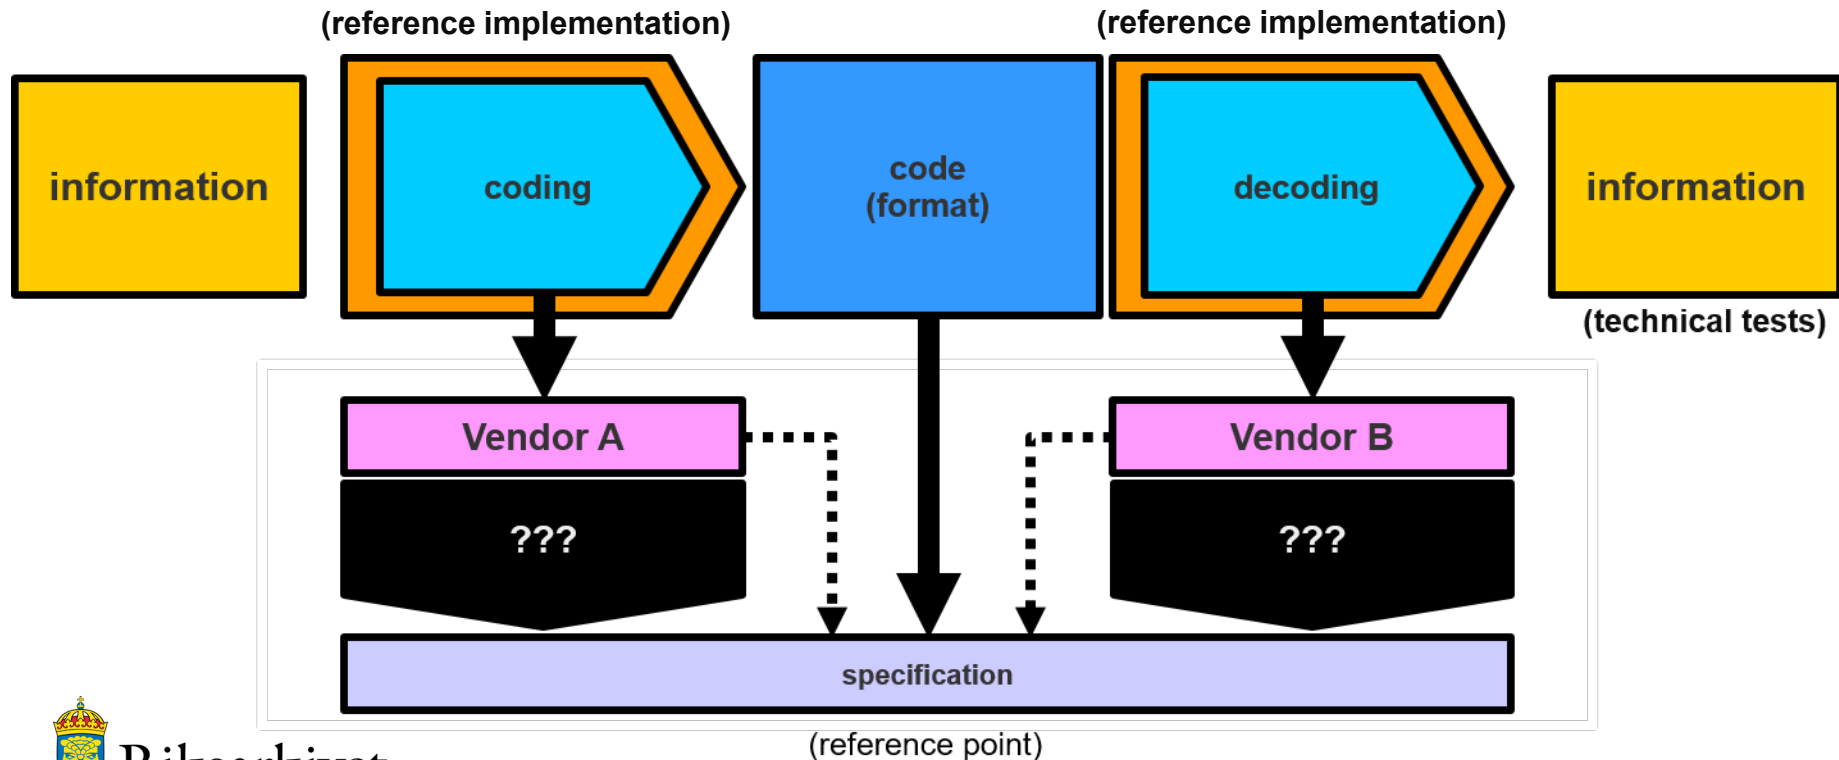 (reference implementation)
(reference implementation)
information
coding
code
(format)
decoding
information
(technical tests)
Vendor A
Vendor B
???
???
specification
(reference point)